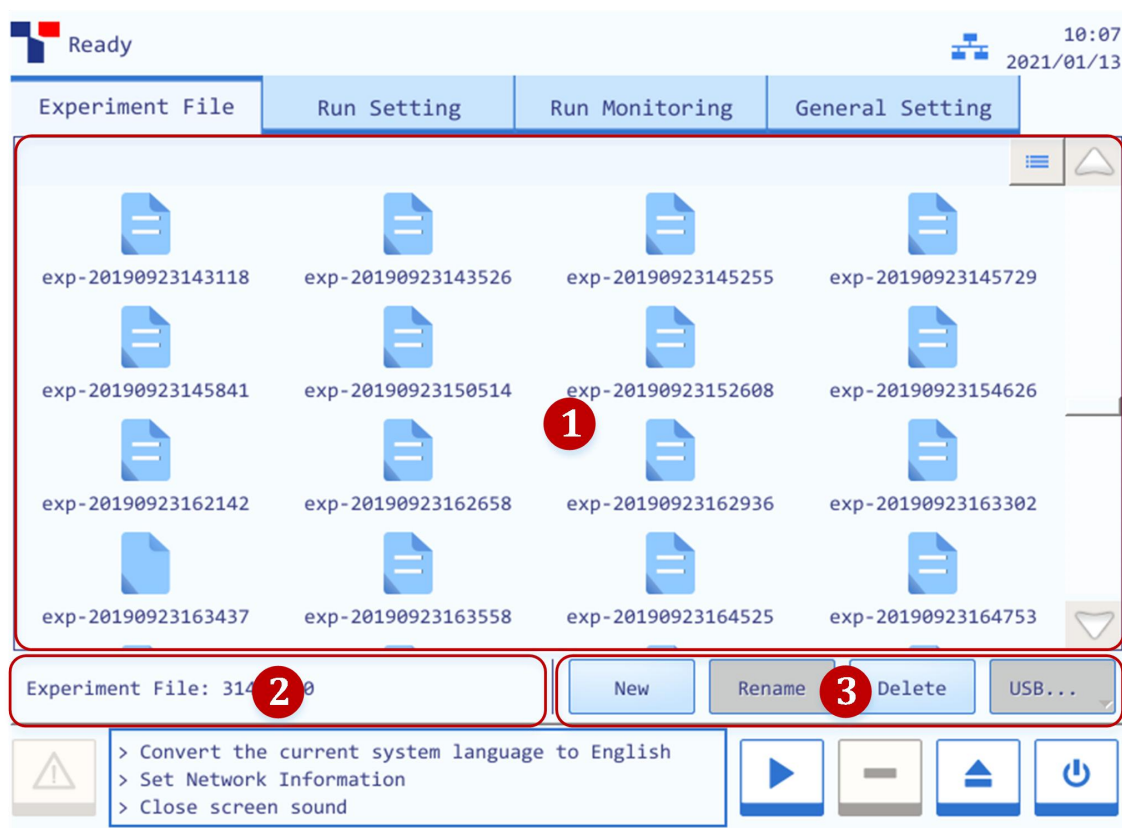 Ready
10:07
2021/01/13
Experiment File Run Setting Run Monitoring General Setting
exp-20190923143118 exp-20190923143526 exp-20190923145255 exp-20190923145729
exp-20190923145841 exp-20190923150514 exp-20190923152608 exp-20190923154626
1
exp-20190923162142 exp-20190923162658 exp-20190923162936 exp-20190923163302
exp-20190923163437 exp-20190923163558 exp-20190923164525 exp-20190923164753
Experiment File: 2 New Rename 3 Delete USB...
> Convert the current system language to English
> Set Network Information
> Close screen sound